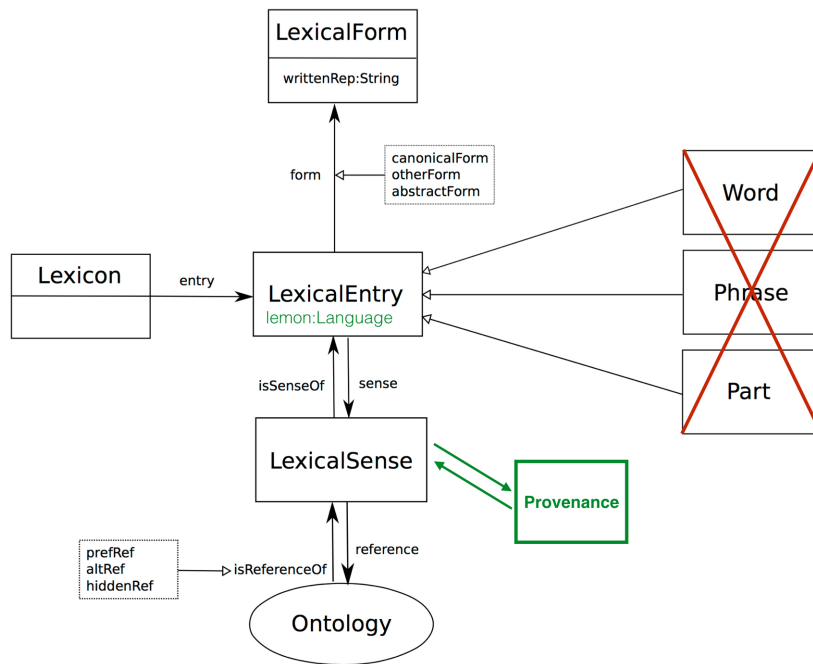 LexicalForm
writtenRep:String
form
canonicalForm
otherForm
abstractForm
Word
Lexicon
entry
LexicalEntry
lemon:Language
Phrase
isSenseOf
sense
Part
LexicalSense
Provenance
prefRef
altRef
hiddenRef
isReferenceOf
reference
Ontology